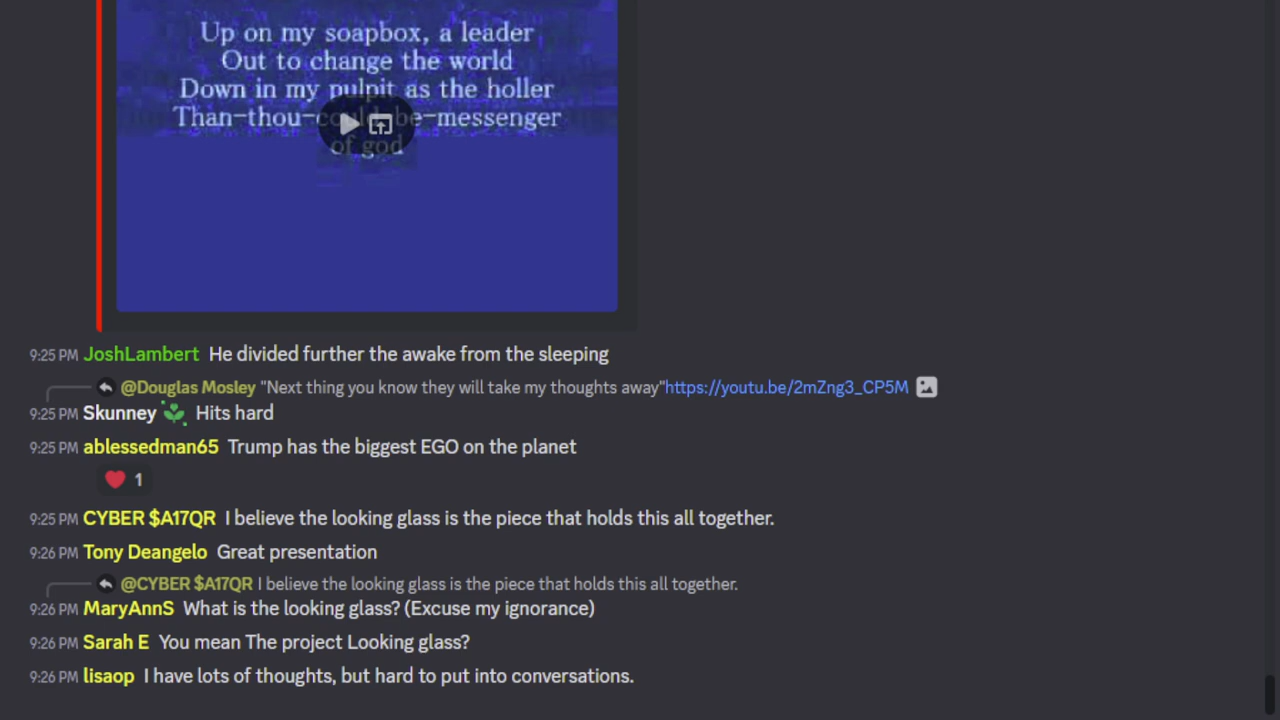 Up on my soapbox, a leader
Out to change the world
Down in my pulpit as the holler
Than-thou-could-be-messenger
of god
9:25 PM JoshLambert He divided further the awake from the sleeping
@Douglas Mosley "Next thing you know they will take my thoughts away"https://youtu.be/2mZng3_CP5M
9:25 PM Skunney Hits hard
9:25 PM ablessedman65 Trump has the biggest EGO on the planet
1
9:25 PM CYBER $A17QR I believe the looking glass is the piece that holds this all together.
9:26 PM Tony Deangelo Great presentation
@CYBER $A17QR I believe the looking glass is the piece that holds this all together.
9:26 PM MaryAnnS What is the looking glass? (Excuse my ignorance)
9:26 PM Sarah E You mean The project Looking glass?
9:26 PM lisaop I have lots of thoughts, but hard to put into conversations.